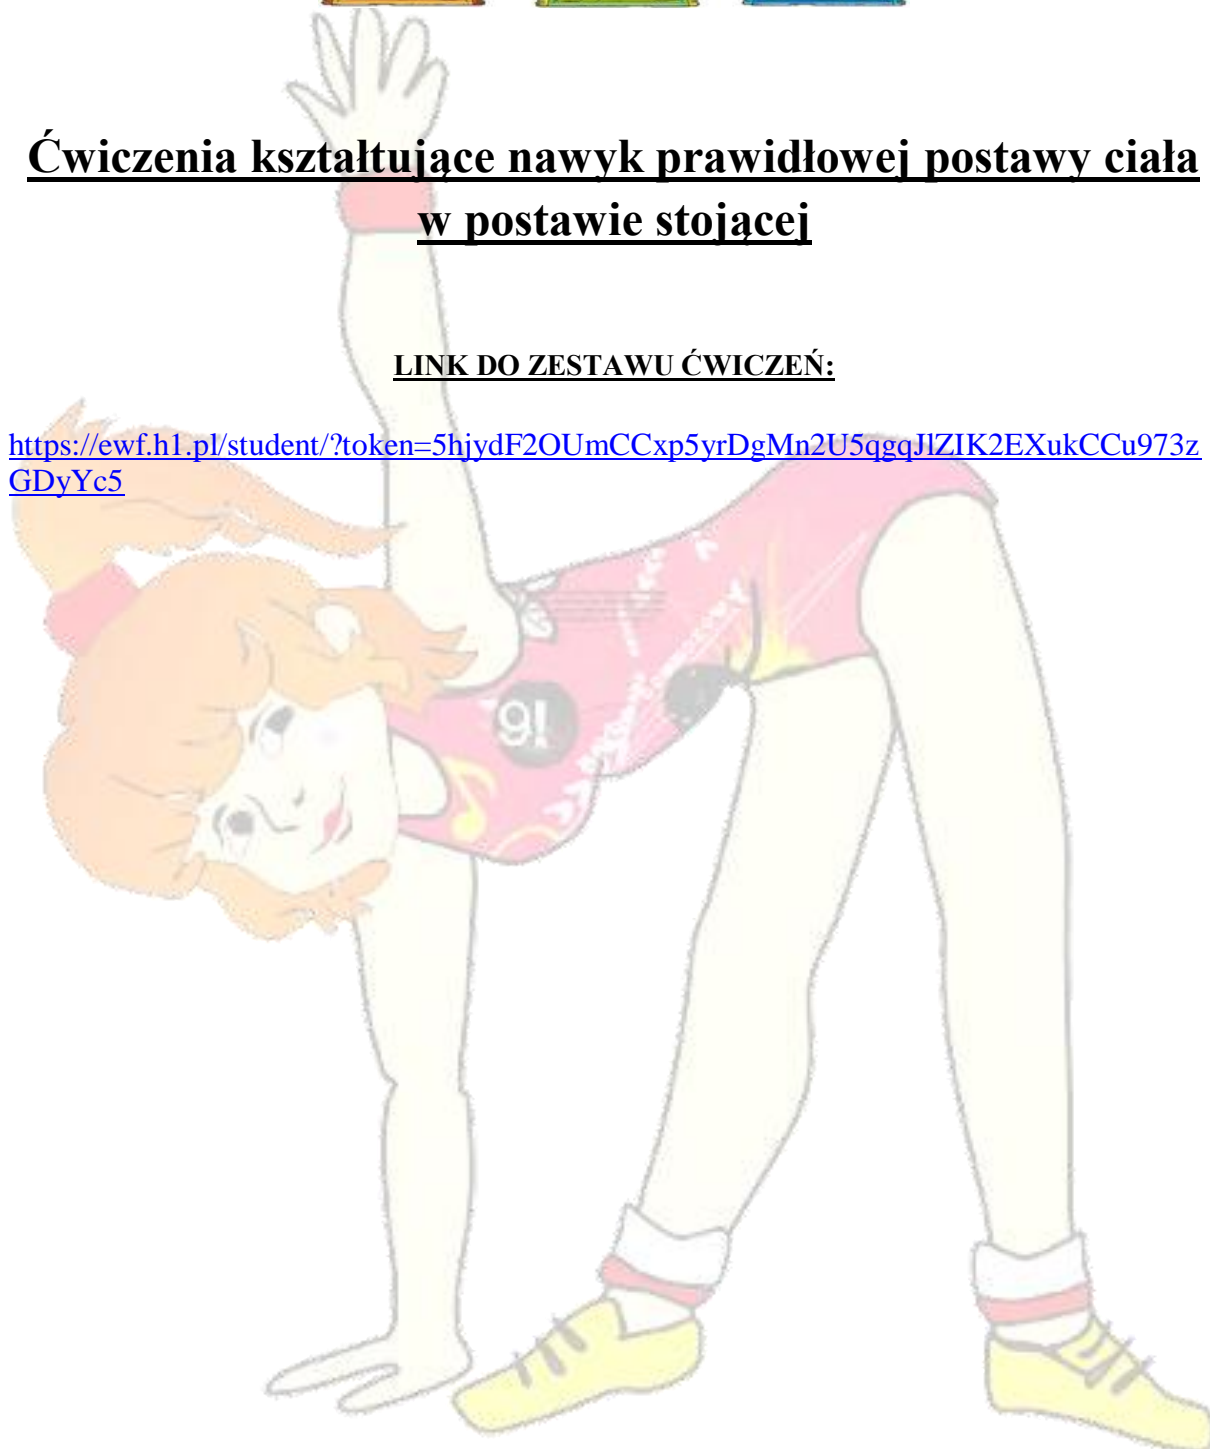 Ćwiczenia kształtujące nawyk prawidłowej postawy ciała
w postawie stojącej
LINK DO ZESTAWU ĆWICZEŃ:
https://ewf.h1.pl/student/?token=5hjydF2OUmCCxp5yrDgMn2U5qgqJlZIK2EXukCCu973z
GDyYc5
9!